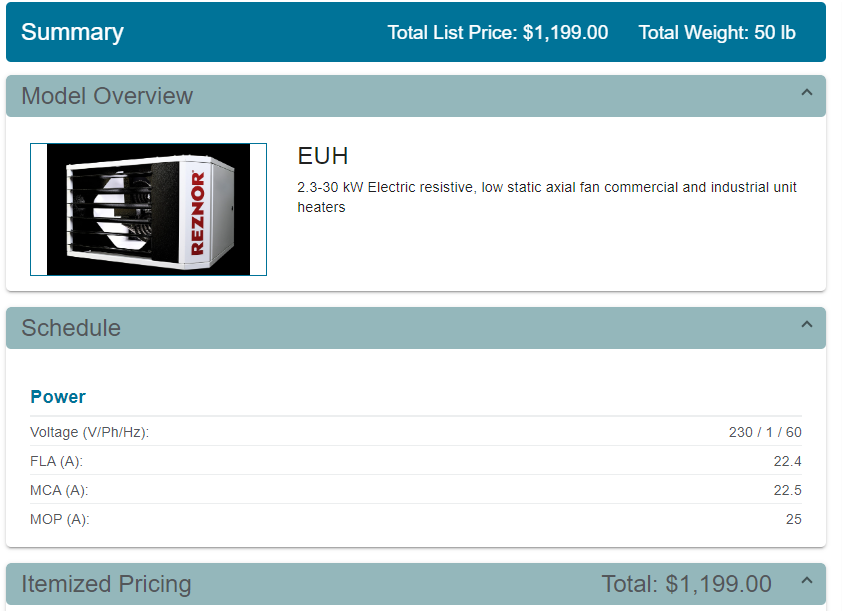 Summary Total List Price: $1,199.00 Total Weight: 50 lb
Model Overview
REZNOR
EUH
2.3-30 kW Electric resistive, low static axial fan commercial and industrial unit
heaters
Schedule
Power
Voltage (V/Ph/Hz): 230 / 1 / 60
FLA (A): 22.4
MCA (A): 22.5
MOP (A): 25
Itemized Pricing Total: $1,199.00